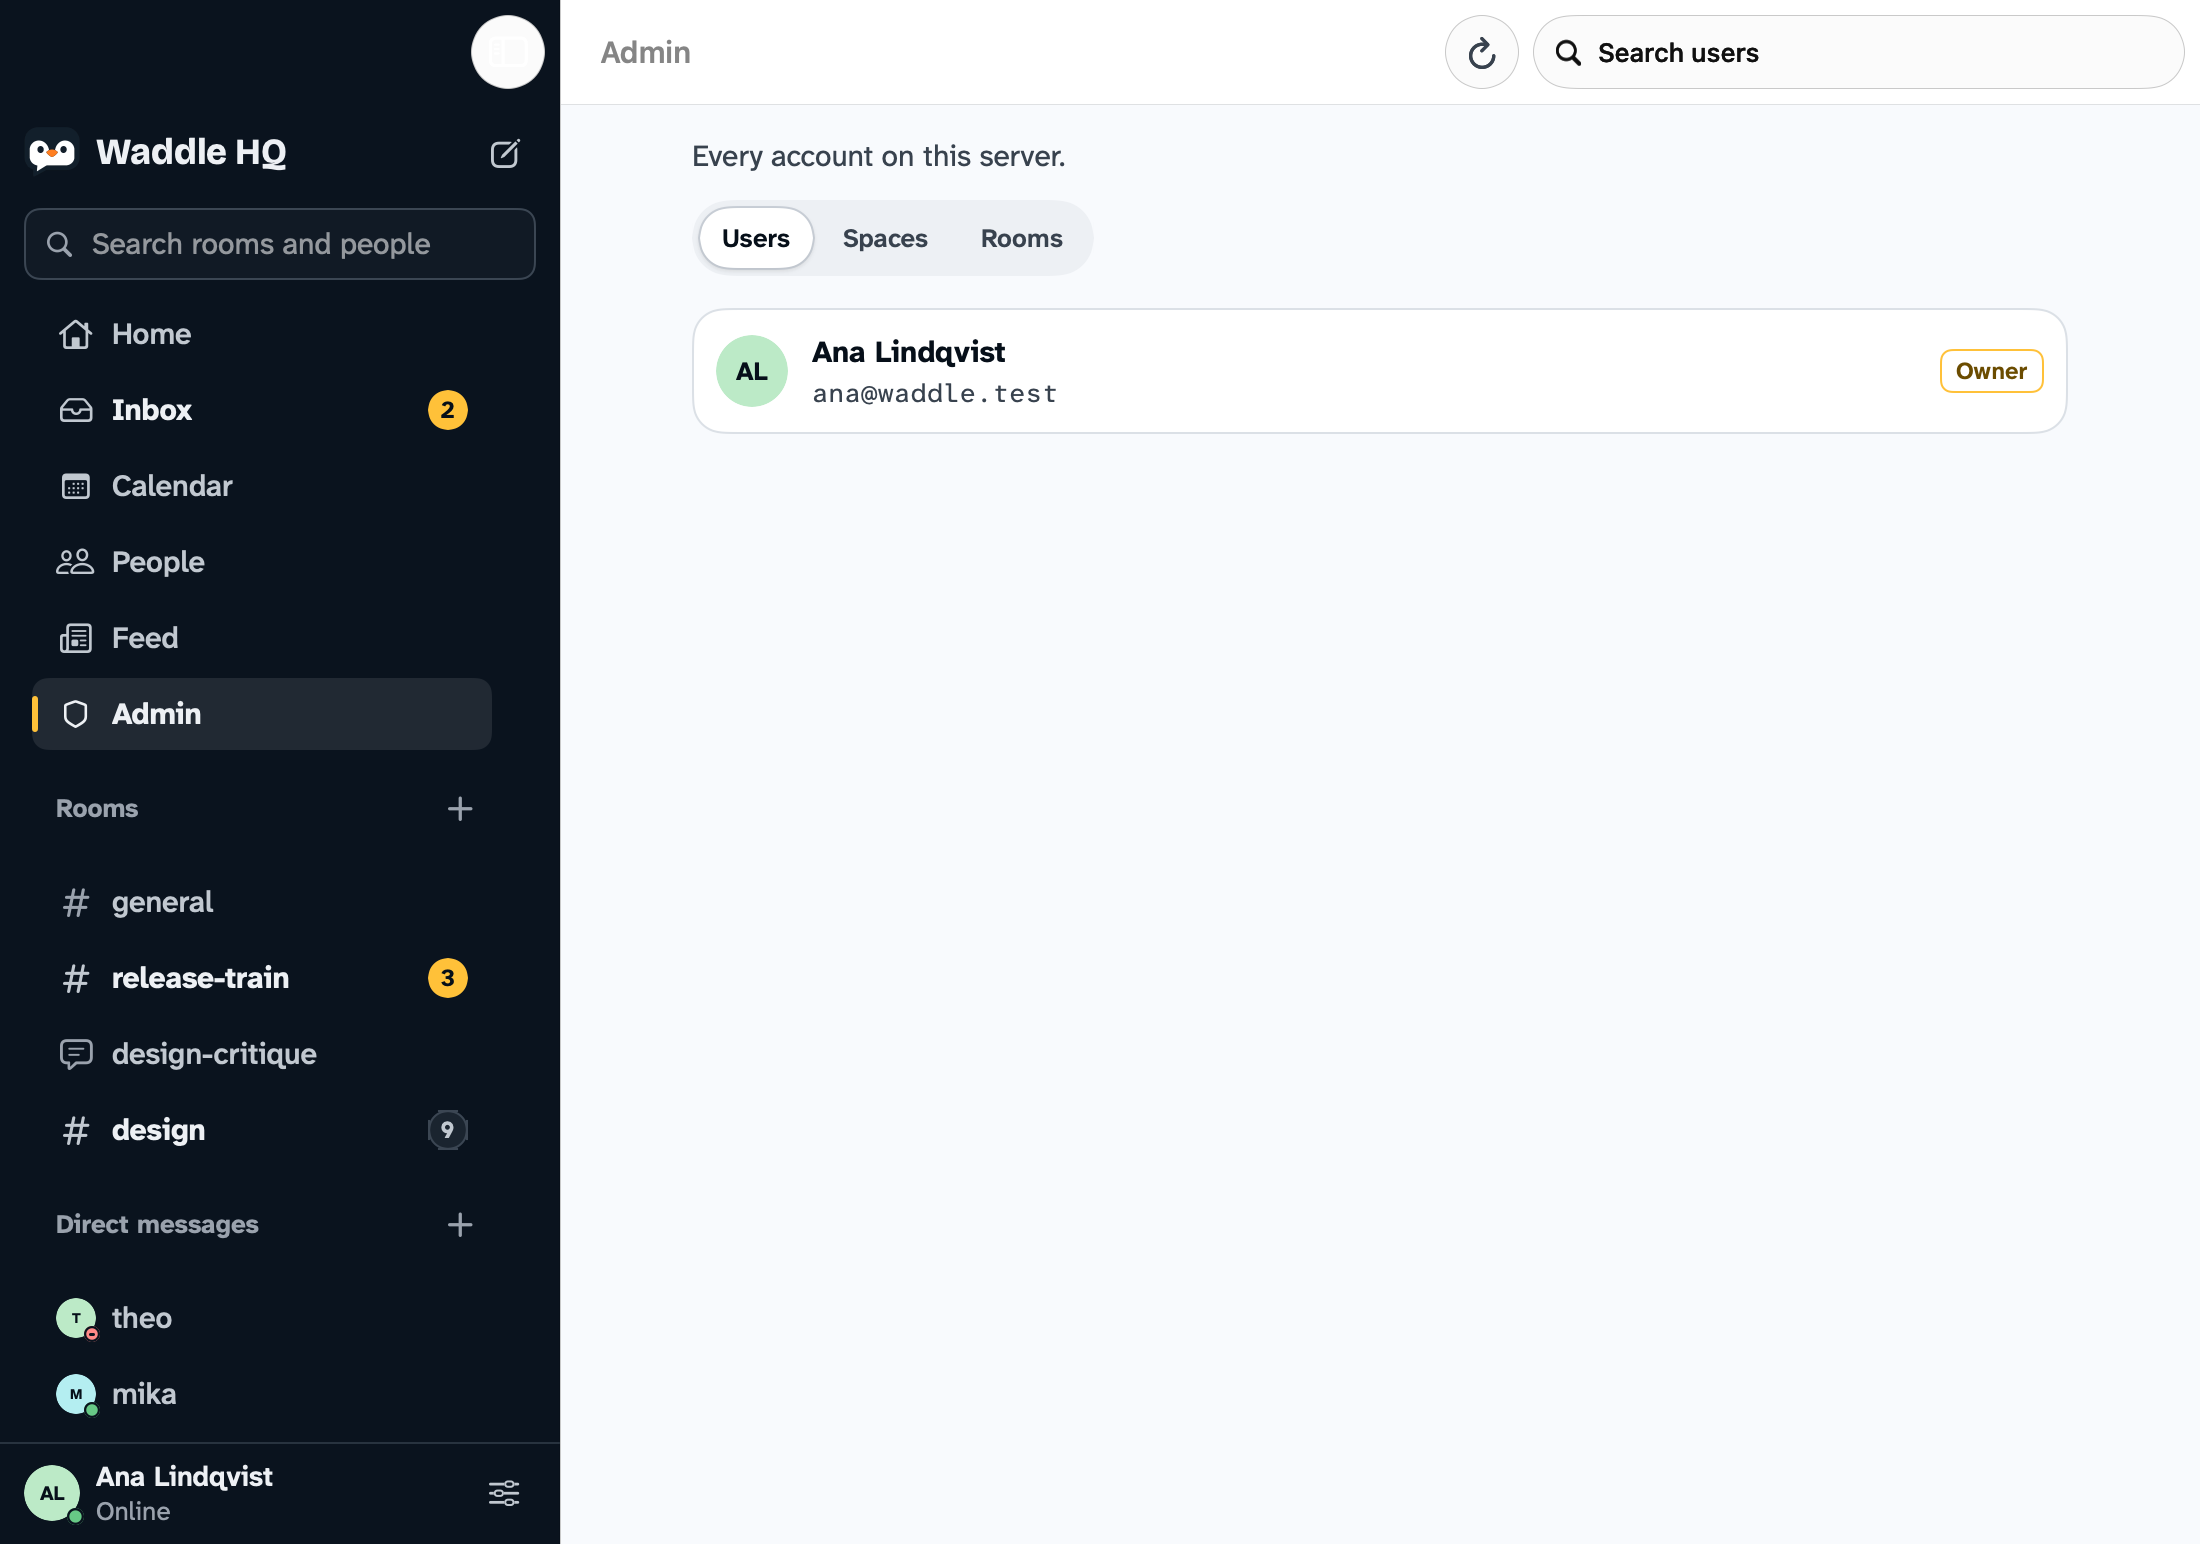 Waddle HQ
Search rooms and people
Home
Inbox 2
Calendar
People
Feed
Admin
Rooms
general
release-train 3
design-critique
design 9
Direct messages
T theo
M mika
AL Ana Lindqvist
Online
Admin
Search users
Every account on this server.
Users Spaces Rooms
AL Ana Lindqvist
ana@waddle.test
Owner